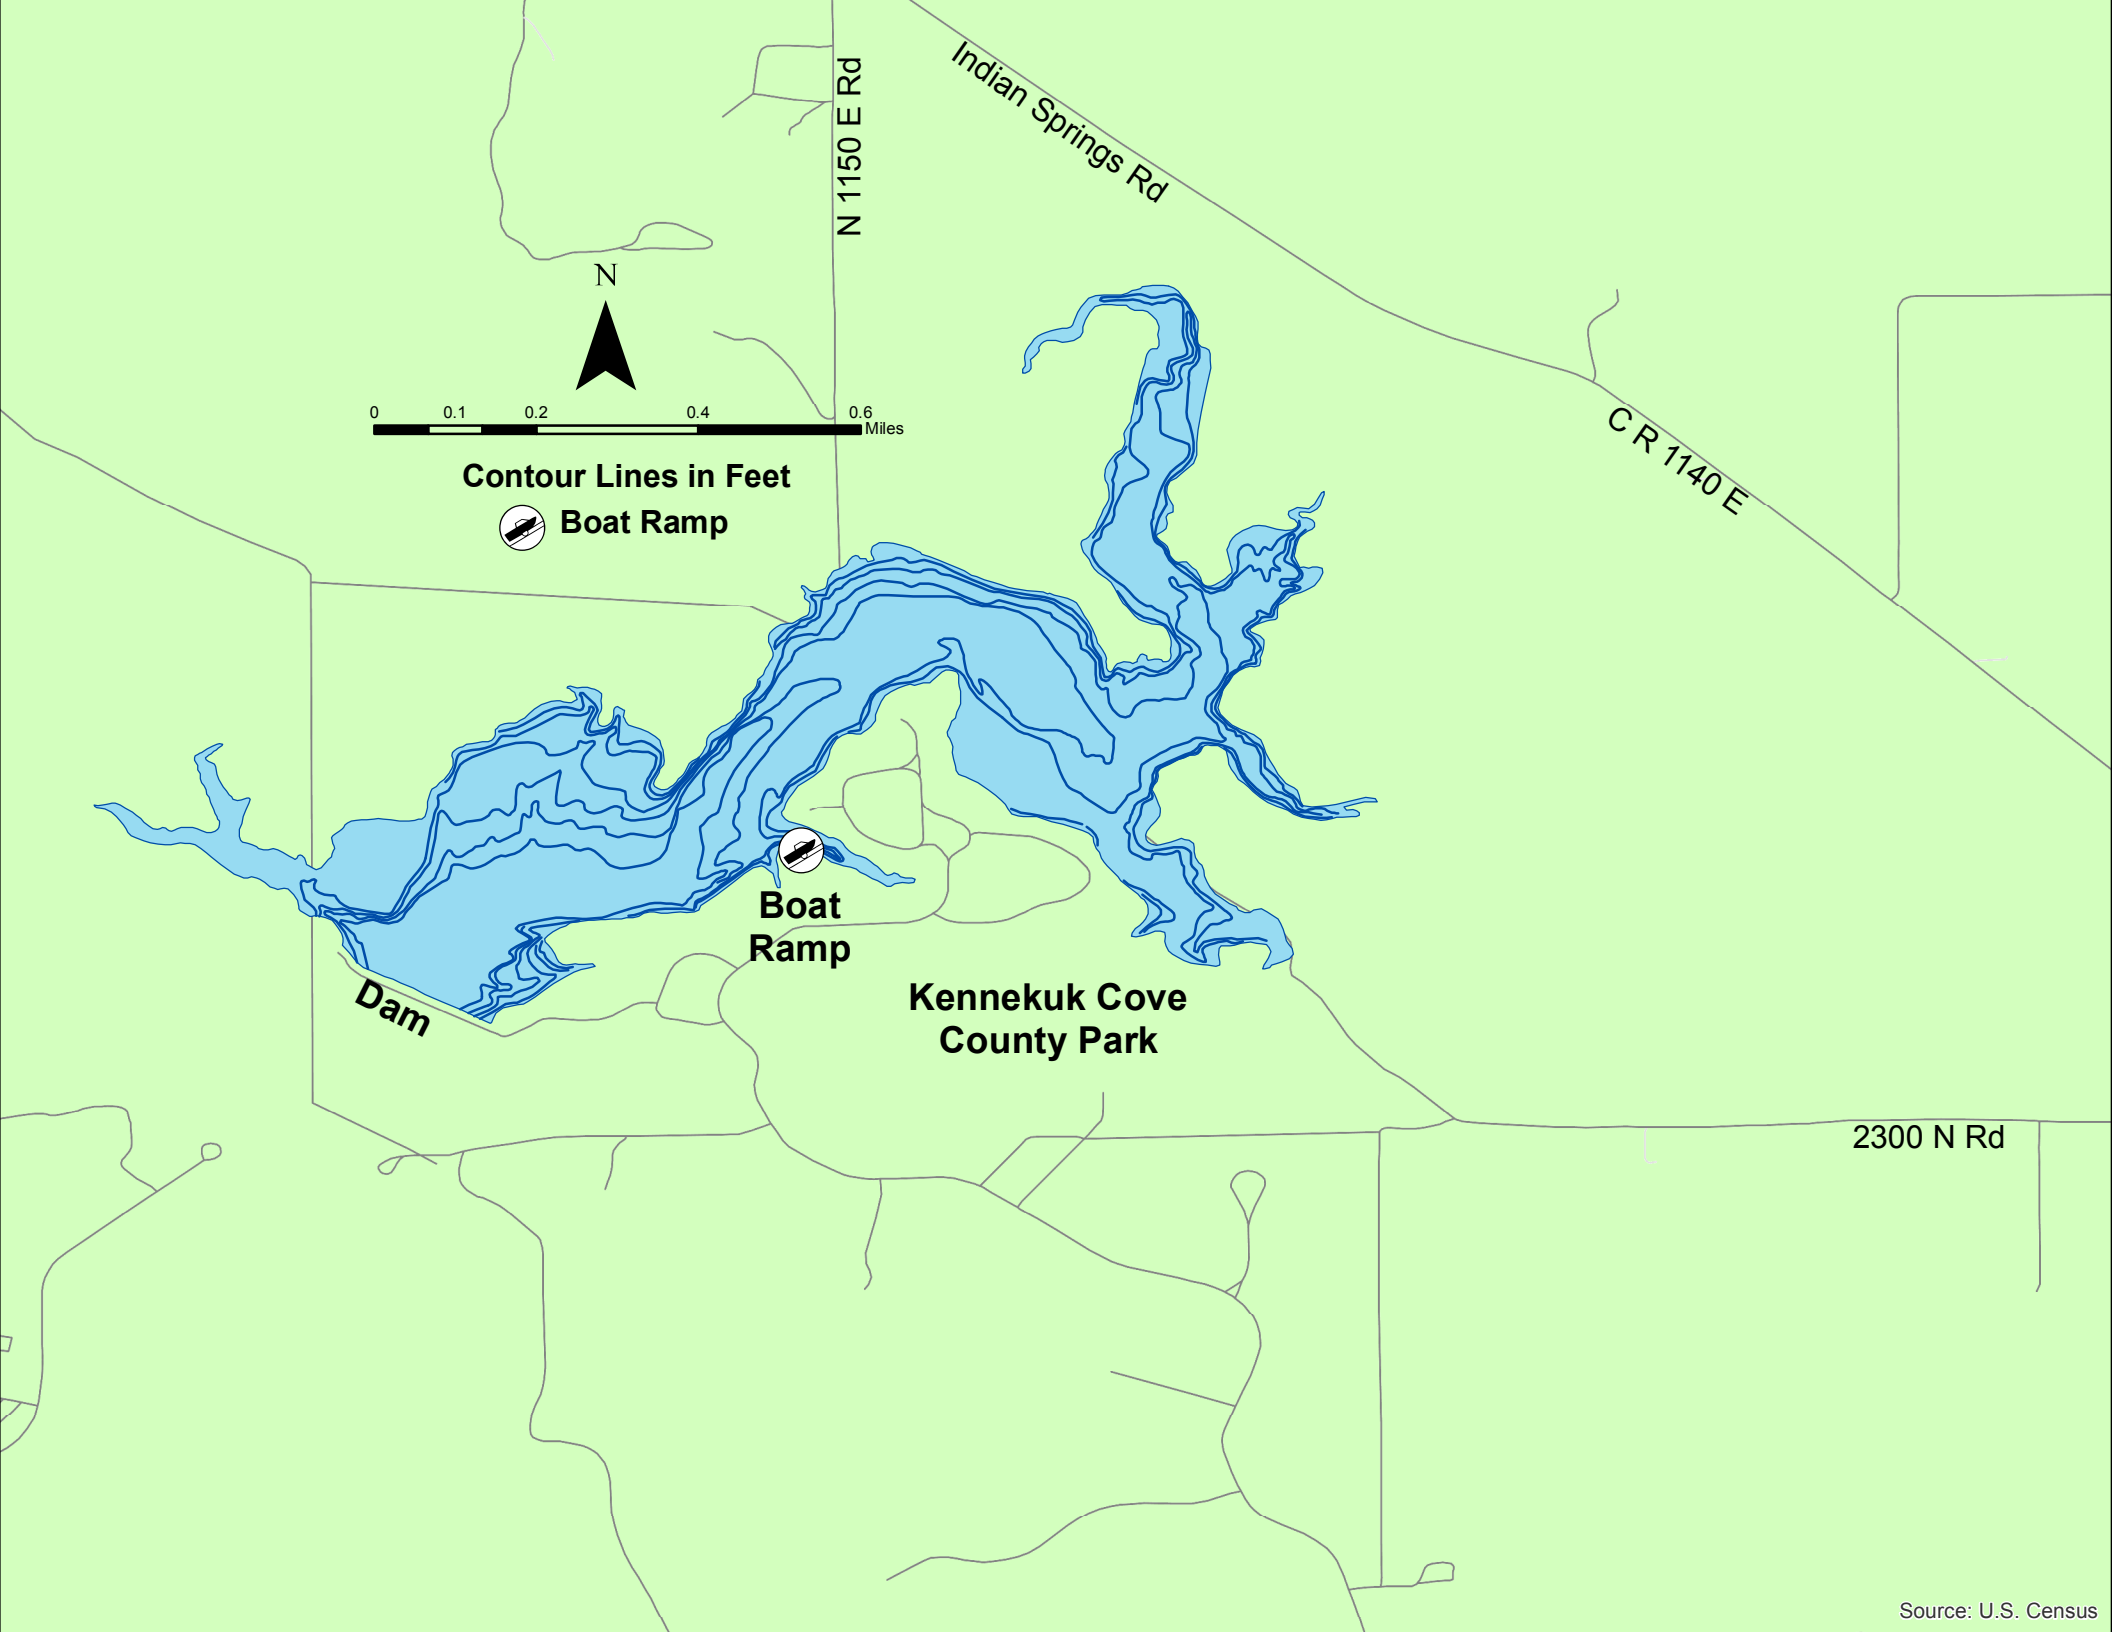 Indian Springs Rd
N 1150 E Rd
N
0 0.1 0.2 0.4 0.6
Miles
C R 1140 E
Contour Lines in Feet
Boat Ramp
Boat
Ramp
Dam
Kennekuk Cove
County Park
2300 N Rd
Source: U.S. Census